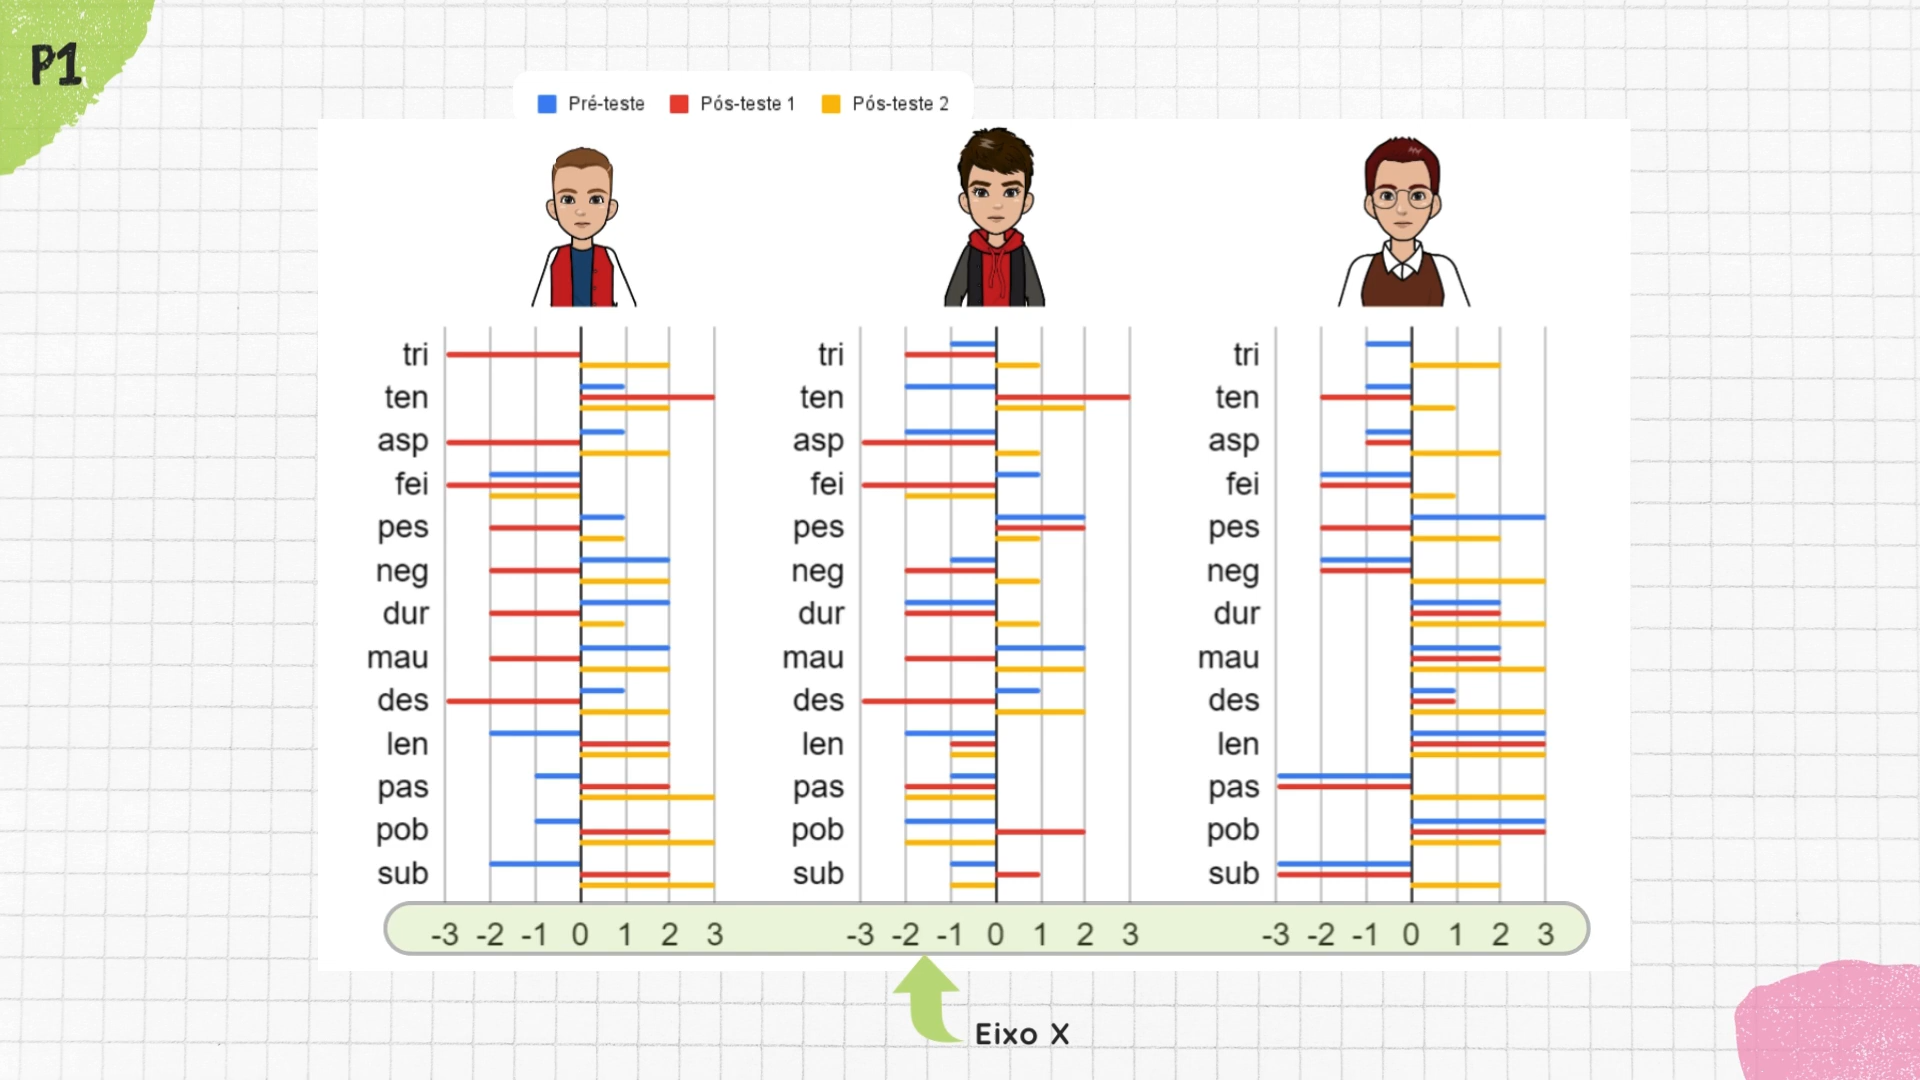 P1
Pré-teste Pós-teste 1 Pós-teste 2
tri tri tri
ten ten ten
asp asp asp
fei fei fei
pes pes pes
neg neg neg
dur dur dur
mau mau mau
des des des
len len len
pas pas pas
pob pob pob
sub sub sub
-3 -2 -1 0 1 2 3 -3 -2 -1 0 1 2 3 -3 -2 -1 0 1 2 3
Eixo X